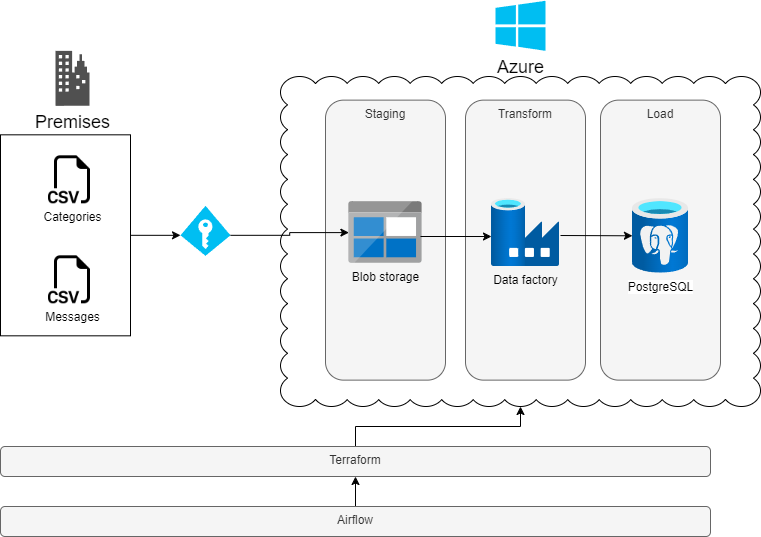 Azure
Premises
Staging
Transform
Load
CSV
Categories
CSV
Messages
Blob storage
Data factory
PostgreSQL
Terraform
Airflow